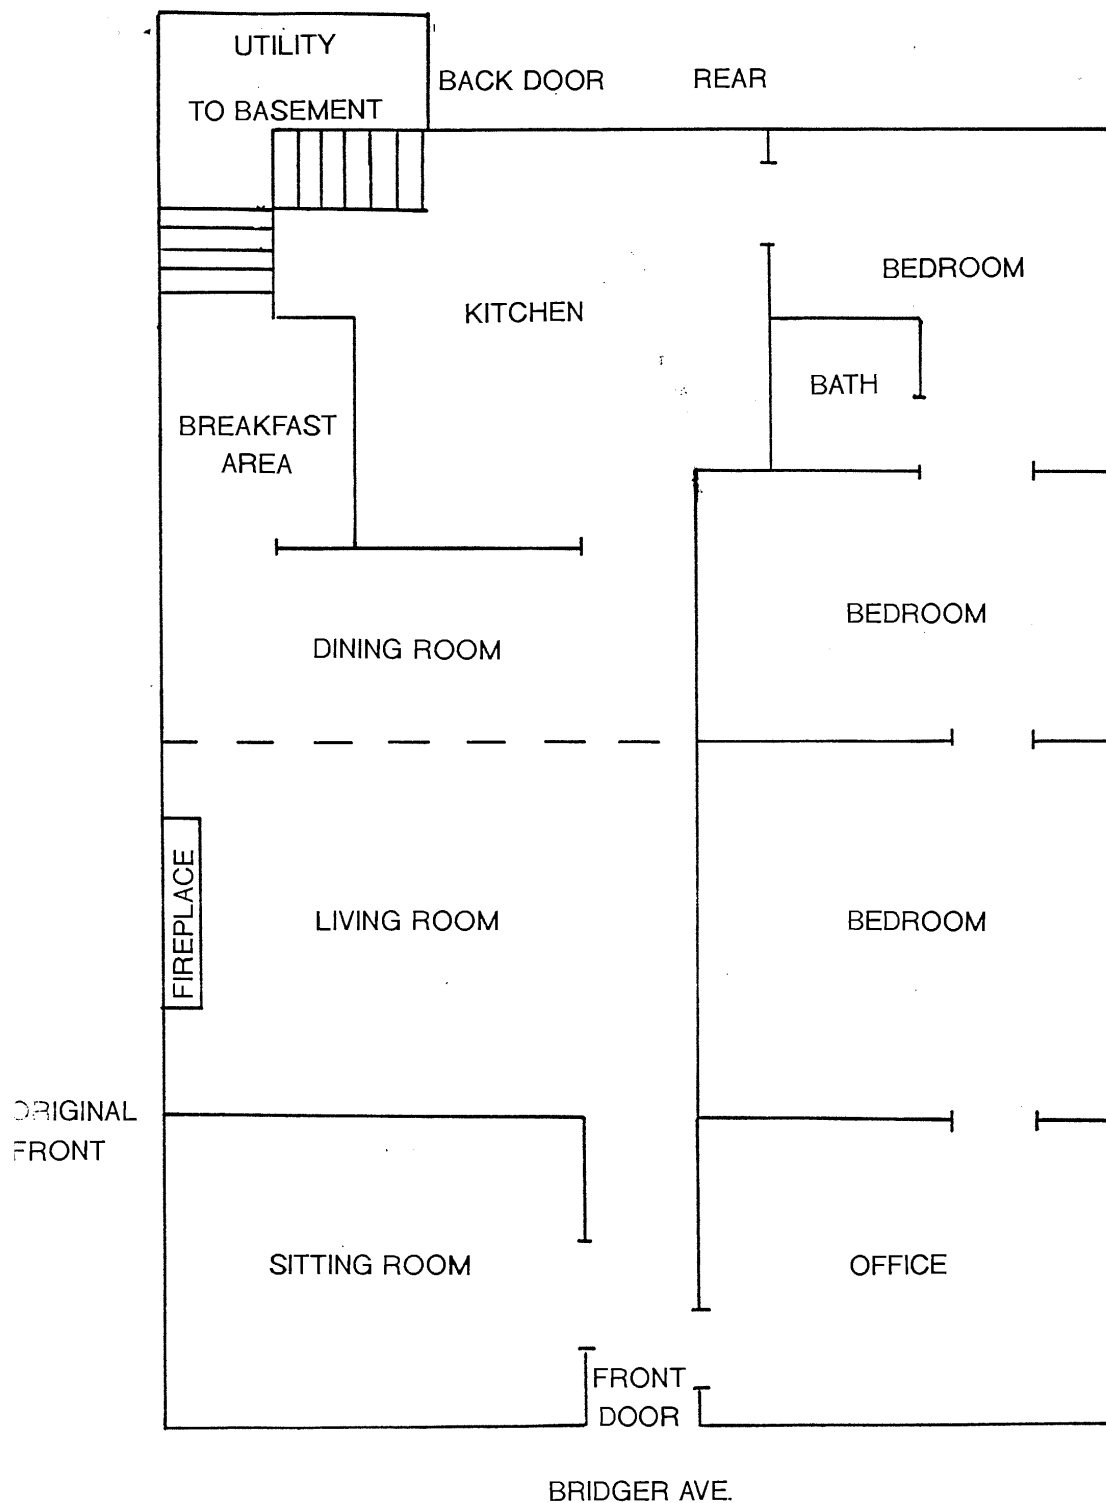 UTILITY
BACK DOOR
REAR
TO BASEMENT
BEDROOM
KITCHEN
BATH
BREAKFAST
AREA
BEDROOM
DINING ROOM
FIREPLACE
LIVING ROOM
BEDROOM
ORIGINAL
FRONT
SITTING ROOM
OFFICE
FRONT
DOOR
BRIDGER AVE.